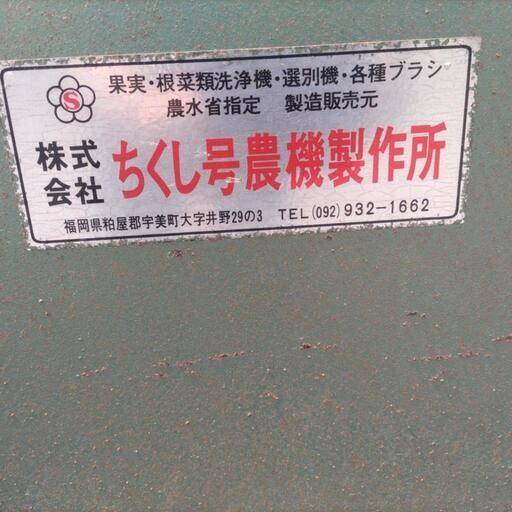 S
果実・根菜類洗浄機・選別機・各種ブラシ
農水省指定 製造販売元
株式会社 ちくし号農機製作所
福岡県粕屋郡宇美町大字井野29の3 TEL(092)932-1662